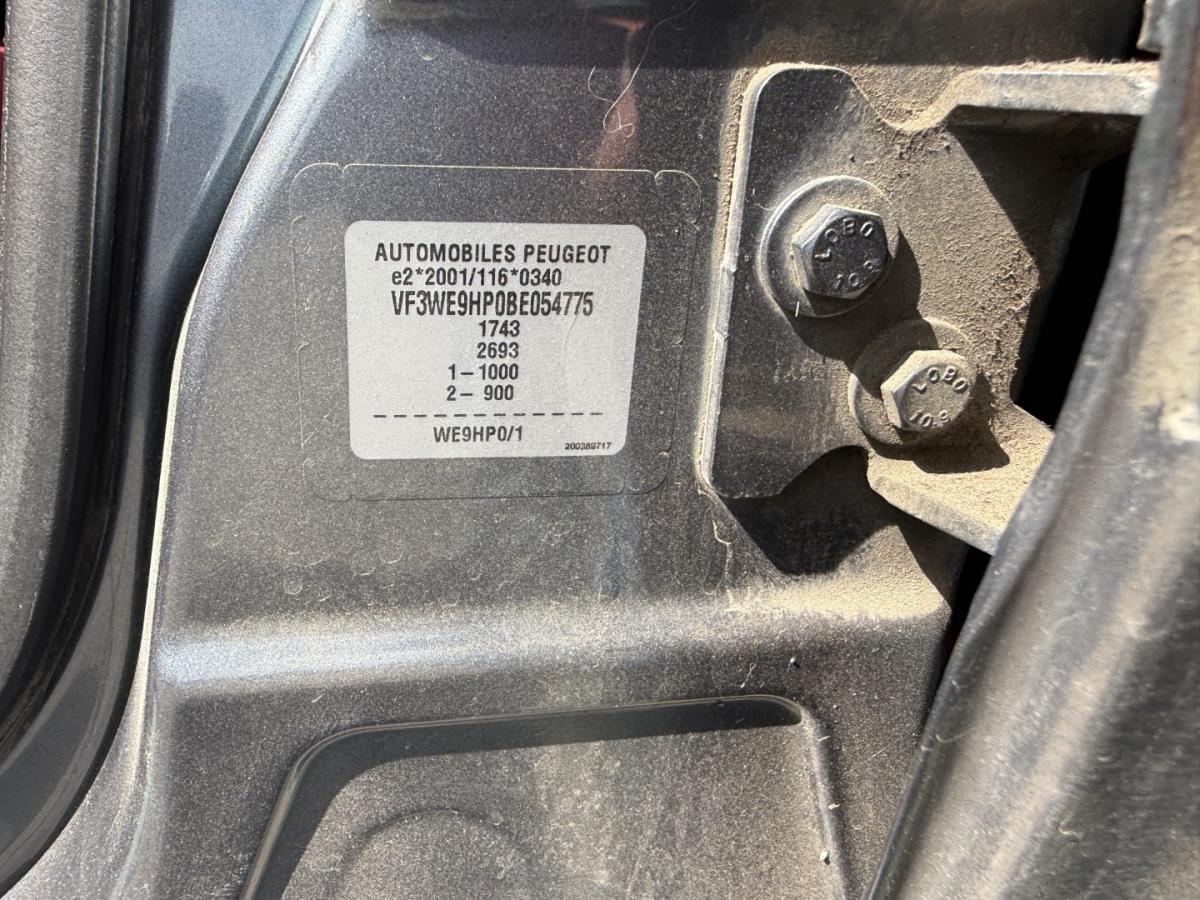 AUTOMOBILES PEUGEOT
e2*2001/116*0340
VF3WE9HP0BE054775
1743
2693
1– 1000
2– 900
WE9HP0/1
200389717
LOBO
10.9
LOBO
10.9